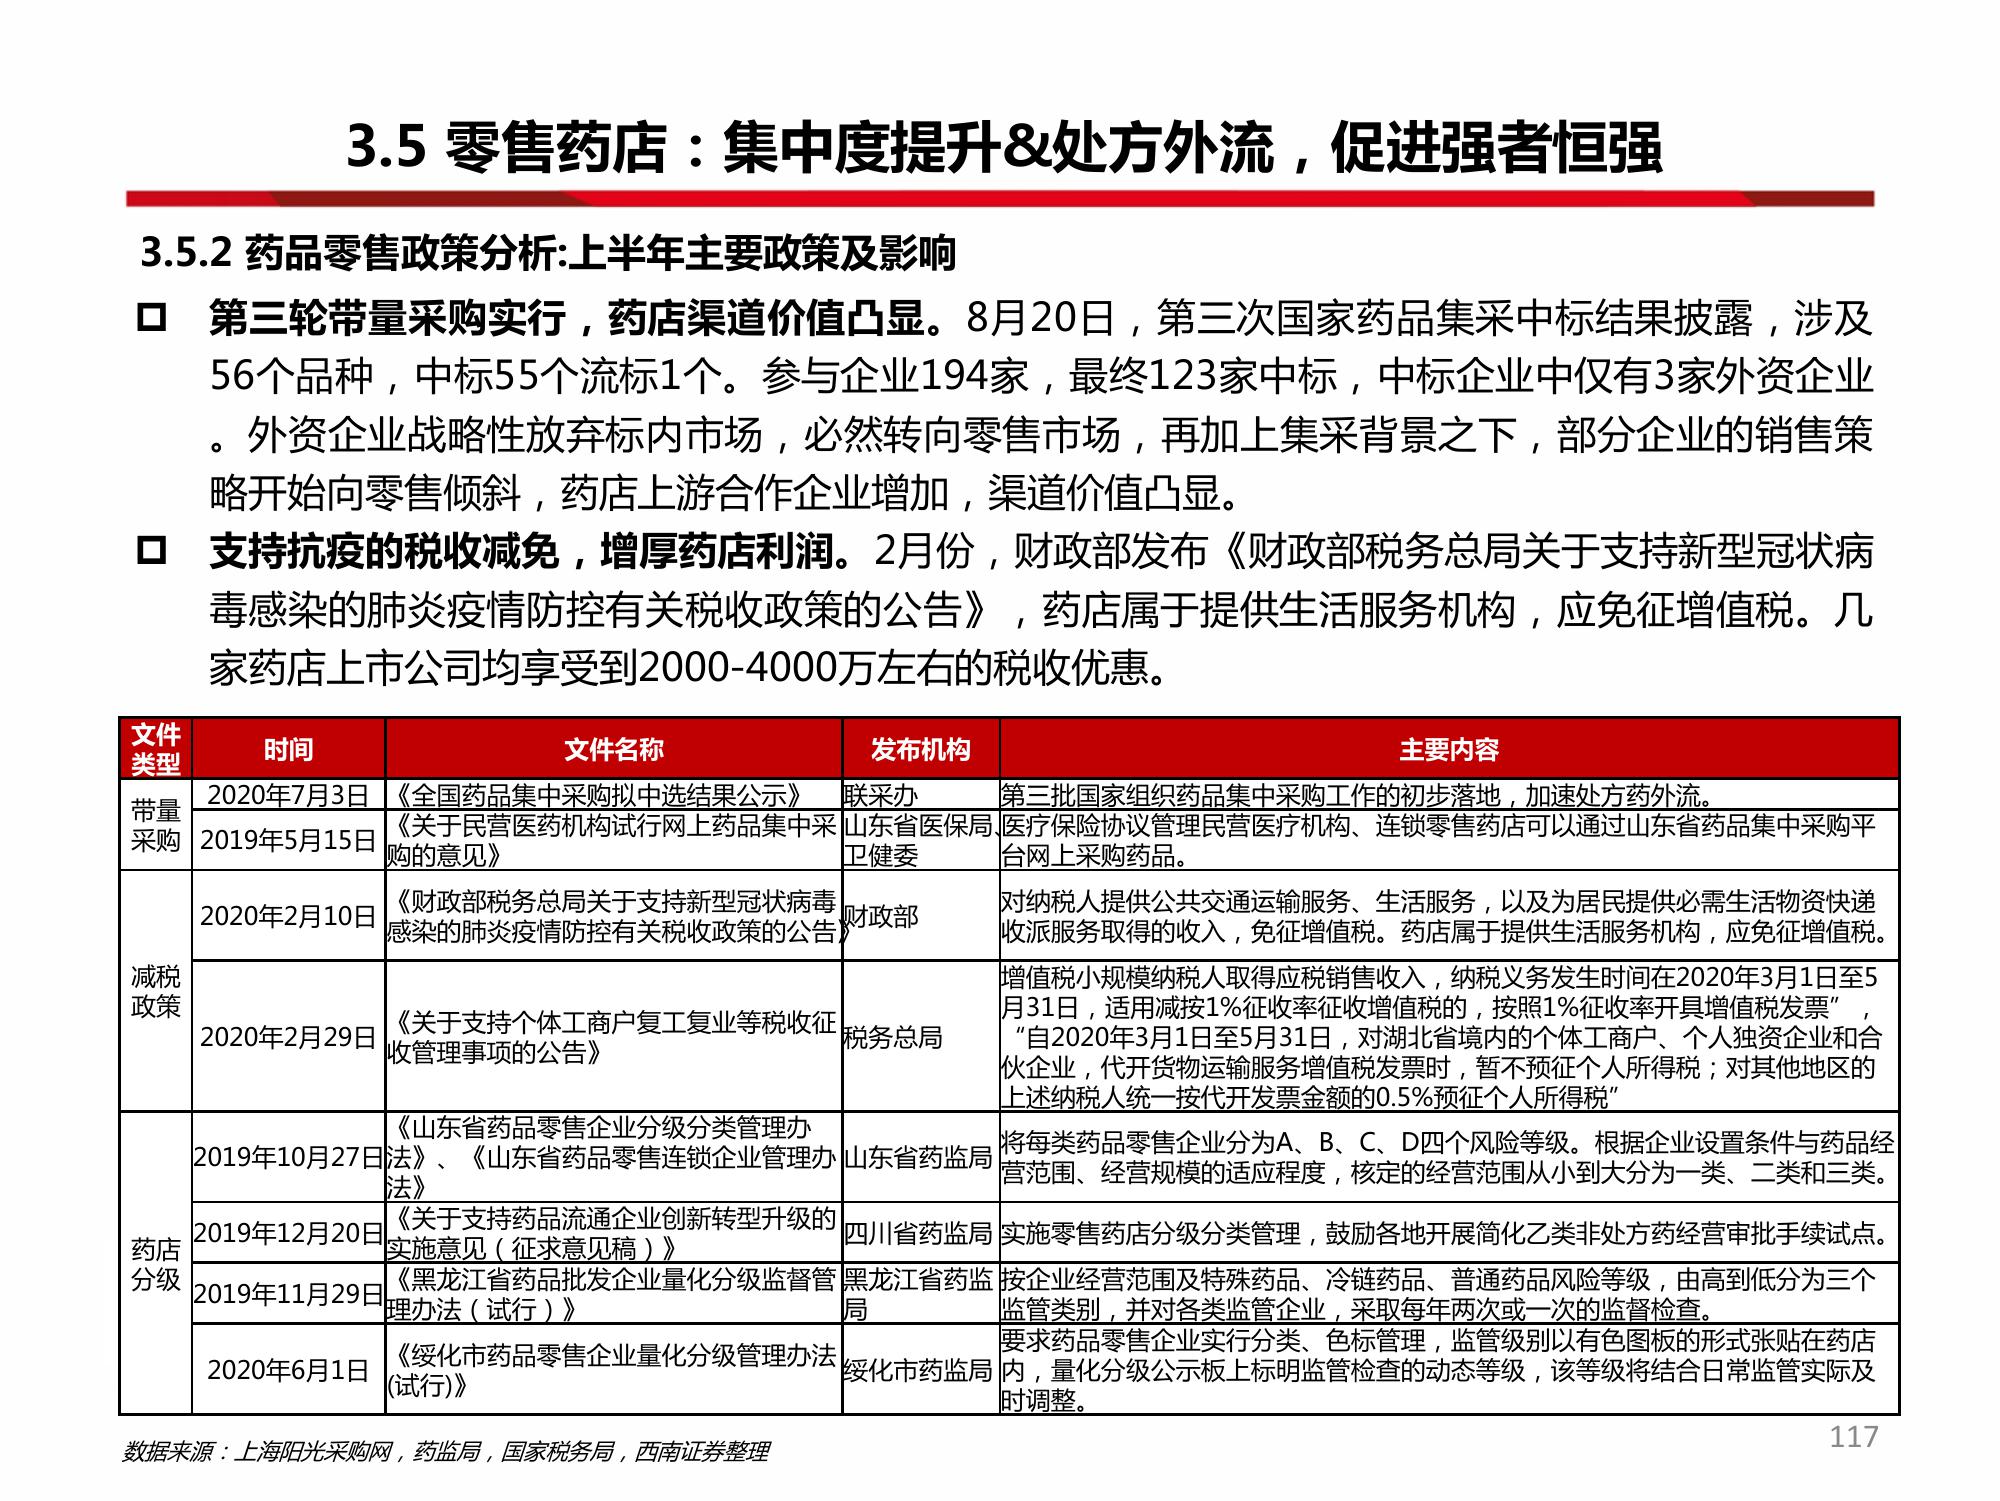 3.5 零售药店：集中度提升&处方外流，促进强者恒强
3.5.2 药品零售政策分析:上半年主要政策及影响
第三轮带量采购实行，药店渠道价值凸显。8月20日，第三次国家药品集采中标结果披露，涉及
56个品种，中标55个流标1个。参与企业194家，最终123家中标，中标企业中仅有3家外资企业
。外资企业战略性放弃标内市场，必然转向零售市场，再加上集采背景之下，部分企业的销售策
略开始向零售倾斜，药店上游合作企业增加，渠道价值凸显。
支持抗疫的税收减免，增厚药店利润。2月份，财政部发布《财政部税务总局关于支持新型冠状病
毒感染的肺炎疫情防控有关税收政策的公告》，药店属于提供生活服务机构，应免征增值税。几
家药店上市公司均享受到2000-4000万左右的税收优惠。
文件
类型
时间
文件名称
发布机构
主要内容
带量
采购
2020年7月3日
《全国药品集中采购拟中选结果公示》
联采办
第三批国家组织药品集中采购工作的初步落地，加速处方药外流。
2019年5月15日
《关于民营医药机构试行网上药品集中采
购的意见》
山东省医保局、
卫健委
医疗保险协议管理民营医疗机构、连锁零售药店可以通过山东省药品集中采购平
台网上采购药品。
减税
政策
2020年2月10日
《财政部税务总局关于支持新型冠状病毒
感染的肺炎疫情防控有关税收政策的公告》
财政部
对纳税人提供公共交通运输服务、生活服务，以及为居民提供必需生活物资快递
收派服务取得的收入，免征增值税。药店属于提供生活服务机构，应免征增值税。
2020年2月29日
《关于支持个体工商户复工复业等税收征
收管理事项的公告》
税务总局
增值税小规模纳税人取得应税销售收入，纳税义务发生时间在2020年3月1日至5
月31日，适用减按1%征收率征收增值税的，按照1%征收率开具增值税发票”，
“自2020年3月1日至5月31日，对湖北省境内的个体工商户、个人独资企业和合
伙企业，代开货物运输服务增值税发票时，暂不预征个人所得税；对其他地区的
上述纳税人统一按代开发票金额的0.5%预征个人所得税”
药店
分级
2019年10月27日
《山东省药品零售企业分级分类管理办
法》、《山东省药品零售连锁企业管理办
法》
山东省药监局
将每类药品零售企业分为A、B、C、D四个风险等级。根据企业设置条件与药品经
营范围、经营规模的适应程度，核定的经营范围从小到大分为一类、二类和三类。
2019年12月20日
《关于支持药品流通企业创新转型升级的
实施意见（征求意见稿）》
四川省药监局
实施零售药店分级分类管理，鼓励各地开展简化乙类非处方药经营审批手续试点。
2019年11月29日
《黑龙江省药品批发企业量化分级监督管
理办法（试行）》
黑龙江省药监
局
按企业经营范围及特殊药品、冷链药品、普通药品风险等级，由高到低分为三个
监管类别，并对各类监管企业，采取每年两次或一次的监督检查。
2020年6月1日
《绥化市药品零售企业量化分级管理办法
(试行)》
绥化市药监局
要求药品零售企业实行分类、色标管理，监管级别以有色图板的形式张贴在药店
内，量化分级公示板上标明监管检查的动态等级，该等级将结合日常监管实际及
时调整。
数据来源：上海阳光采购网，药监局，国家税务局，西南证券整理
117